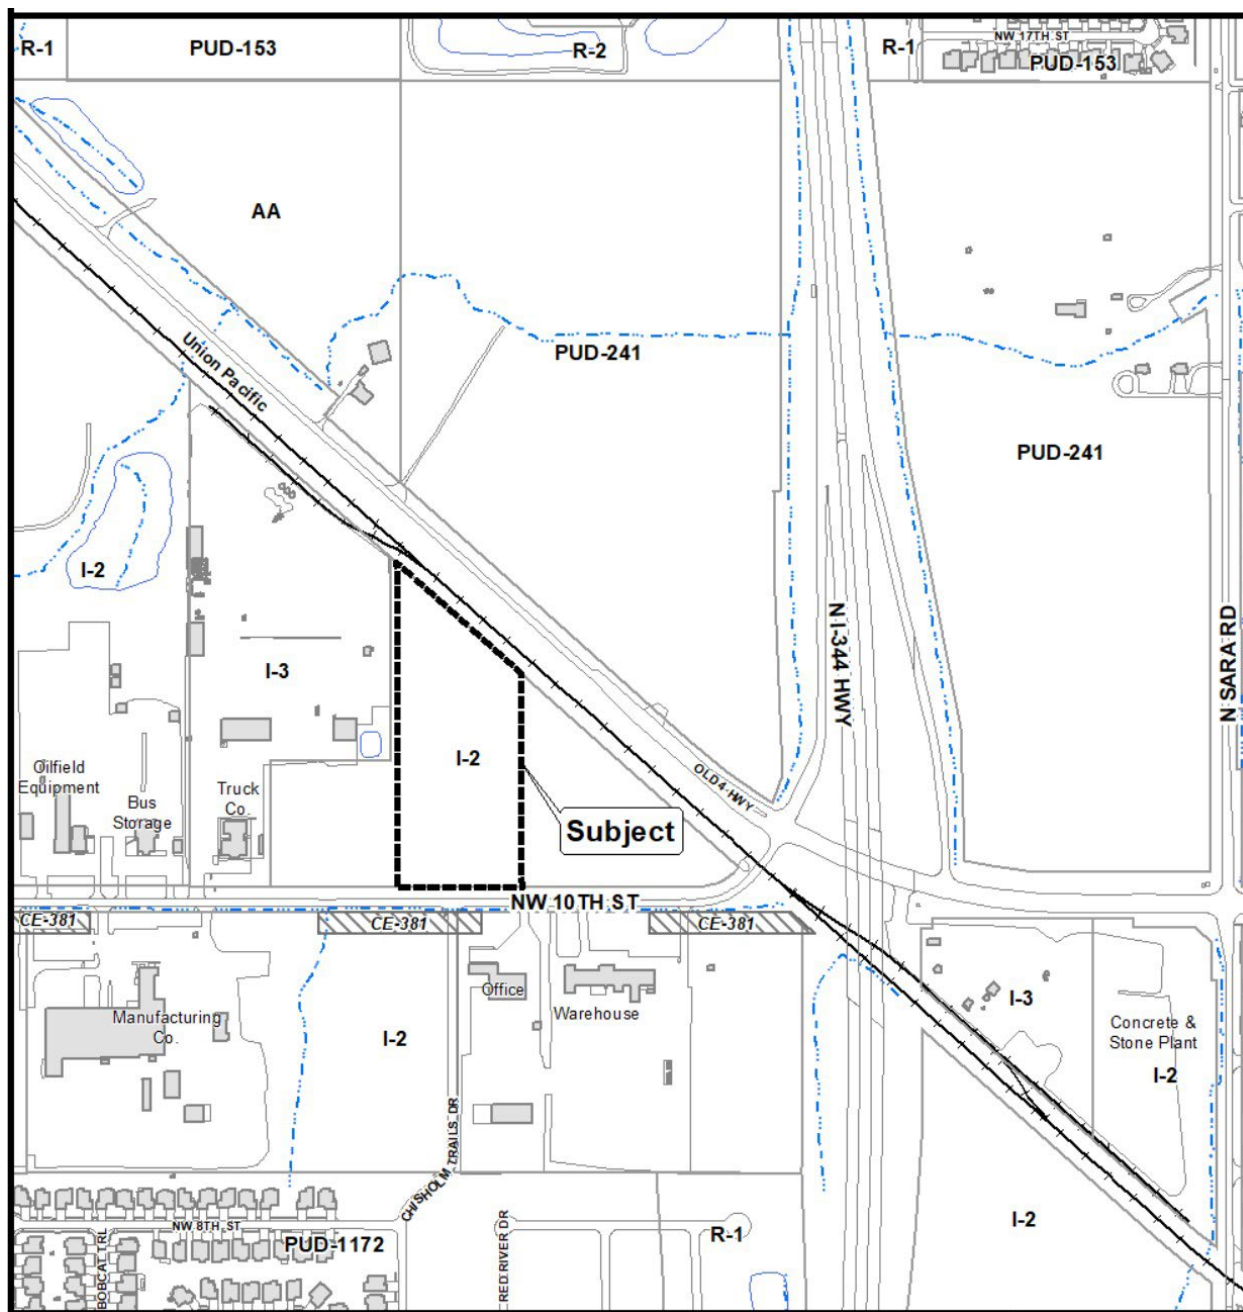 R-1
PUD-153
R-2
R-1
NW 17TH ST
PUD-153
AA
Union Pacific
PUD-241
PUD-241
I-2
I-3
N I-344 HWY
N SARA RD
I-2
Oilfield
Equipment
Bus
Storage
Truck
Co.
OLD 4 HWY
Subject
NW 10TH ST
CE-381
CE-381
CE-381
Office
Warehouse
Manufacturing
Co.
I-2
I-3
Concrete &
Stone Plant
I-2
CHISHOLM TRAILS DR
NW 8TH ST
PUD-1172
BOBCAT TRL
RED RIVER DR
R-1
I-2